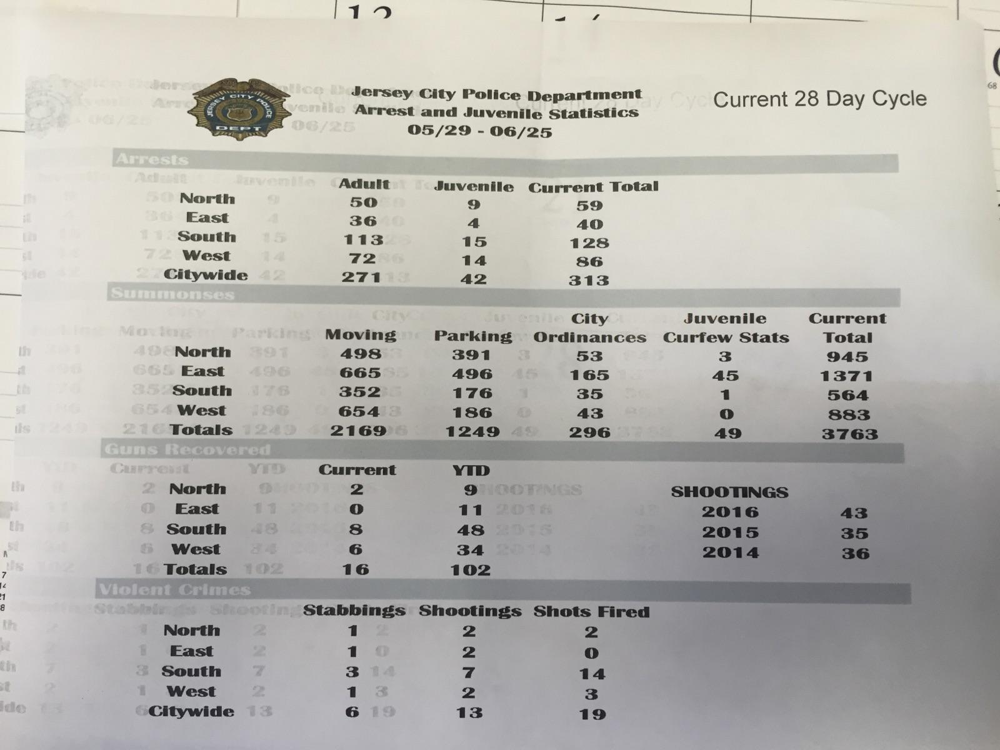 Jersey City Police Department
Arrest and Juvenile Statistics
05/29 - 06/25
Current 28 Day Cycle
JERSEY CITY POLICE
DEPT
Arrests
Adult Juvenile Current Total
North 50 9 59
East 36 4 40
South 113 15 128
West 72 14 86
Citywide 271 42 313
Summonses
City Juvenile Current
Moving Parking Ordinances Curfew Stats Total
North 498 391 53 3 945
East 665 496 165 45 1371
South 352 176 35 1 564
West 654 186 43 0 883
Totals 2169 1249 296 49 3763
Guns Recovered
Current YTD
North 2 9 SHOOTINGS
East 0 11 2016 43
South 8 48 2015 35
West 6 34 2014 36
Totals 16 102
Violent Crimes
Stabbings Shootings Shots Fired
North 1 2 2
East 1 2 0
South 3 7 14
West 1 2 3
Citywide 6 13 19
68